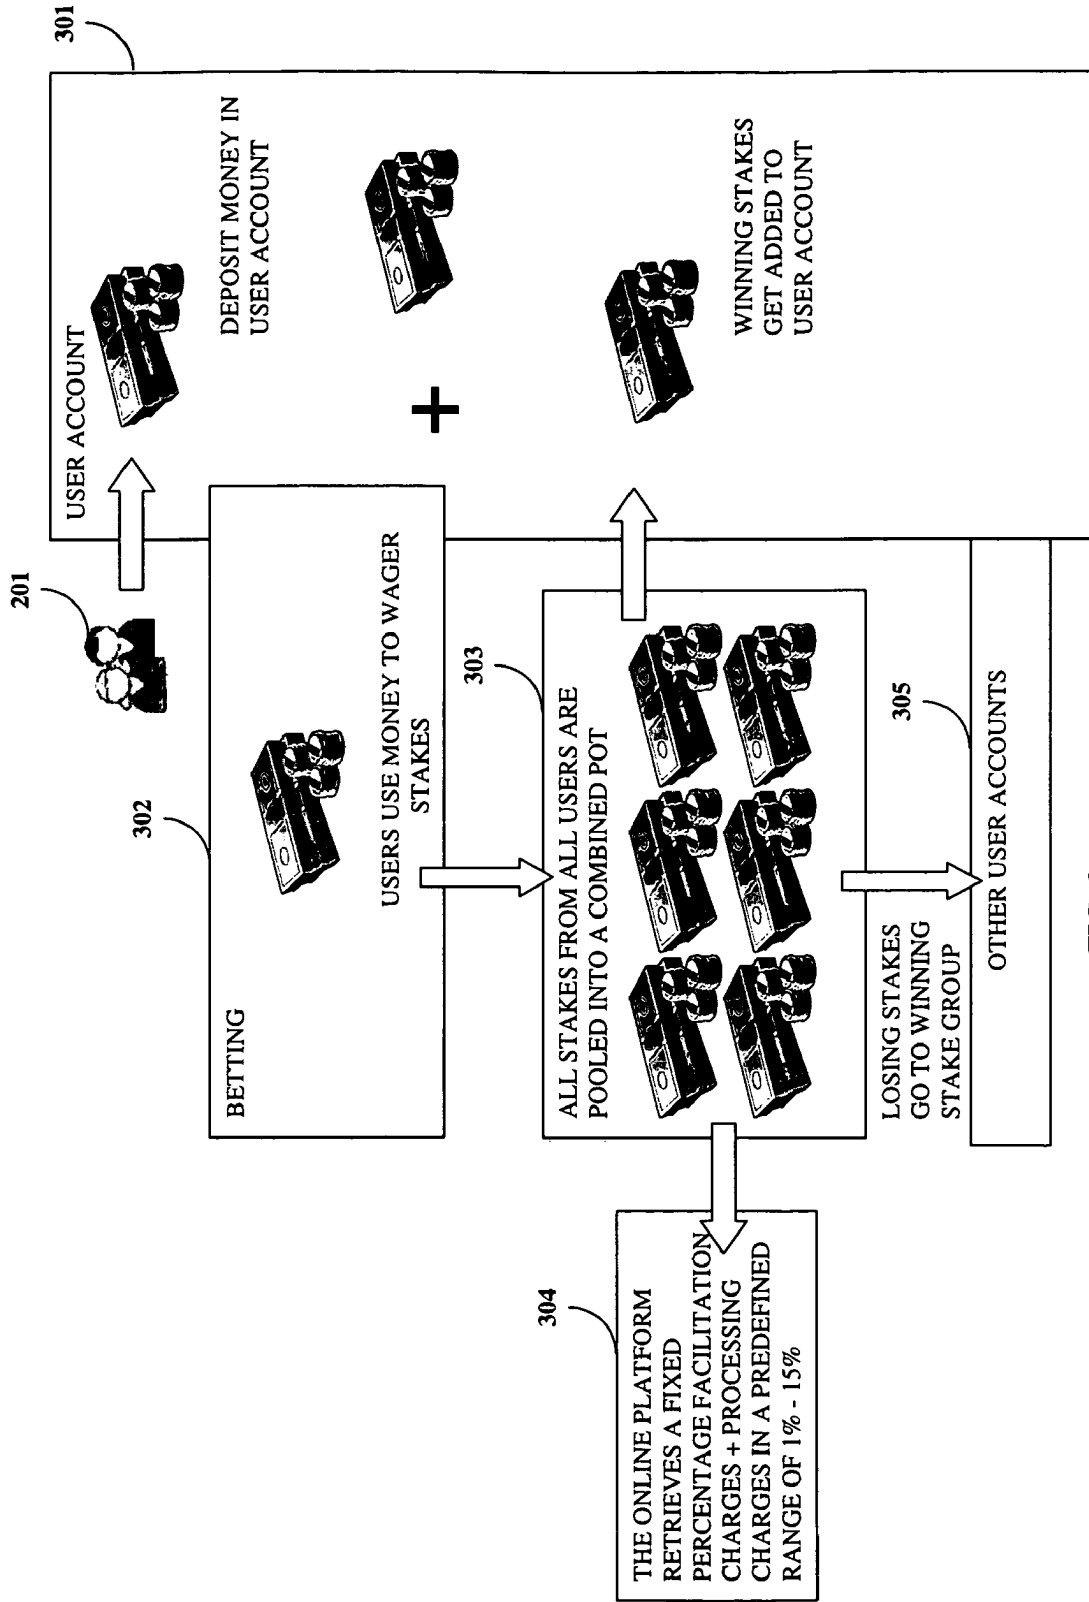 301
USER ACCOUNT
DEPOSIT MONEY IN
USER ACCOUNT
WINNING STAKES
GET ADDED TO
USER ACCOUNT
201
302
BETTING
USERS USE MONEY TO WAGER
STAKES
303
ALL STAKES FROM ALL USERS ARE
POOLED INTO A COMBINED POT
304
THE ONLINE PLATFORM
RETRIEVES A FIXED
PERCENTAGE FACILITATION
CHARGES + PROCESSING
CHARGES IN A PREDEFINED
RANGE OF 1% - 15%
LOSING STAKES
GO TO WINNING
STAKE GROUP
305
OTHER USER ACCOUNTS